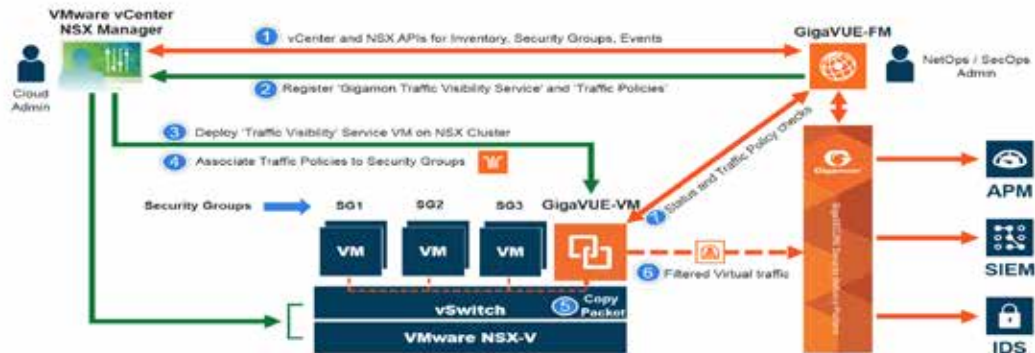 VMware vCenter
NSX Manager
GigaVUE-FM
1 vCenter and NSX APIs for Inventory, Security Groups, Events
Cloud
Admin
NetOps / SecOps
Admin
2 Register 'Gigamon Traffic Visibility Service' and 'Traffic Policies'
3 Deploy 'Traffic Visibility' Service VM on NSX Cluster
4 Associate Traffic Policies to Security Groups
7 Status and Traffic Policy checks
Gigamon
APM
Security Groups
SG1
SG2
SG3
GigaVUE-VM
VM
VM
VM
6 Filtered Virtual traffic
SIEM
vSwitch
5 Copy
Packet
VMware NSX-V
IDS